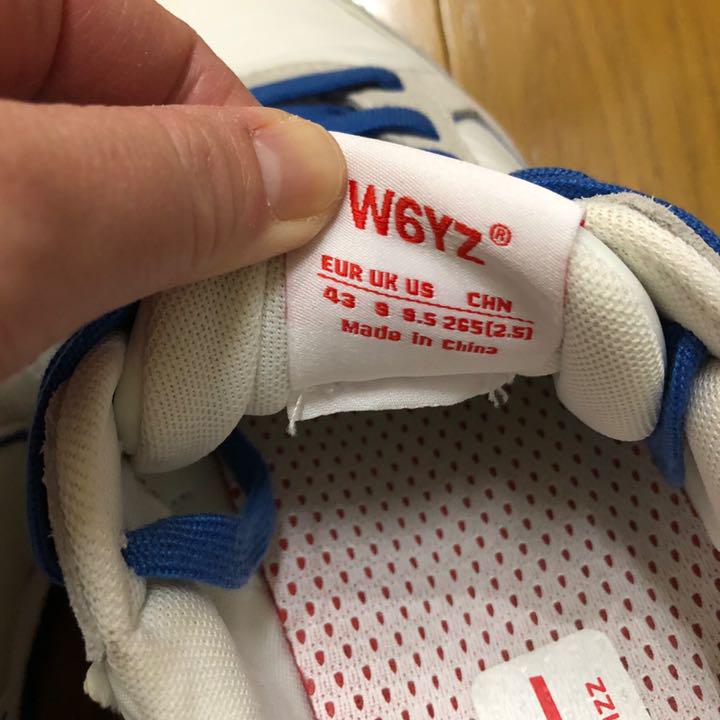 W6YZ®
EUR UK US CHN
43 9 9.5 265(2.5)
Made in China